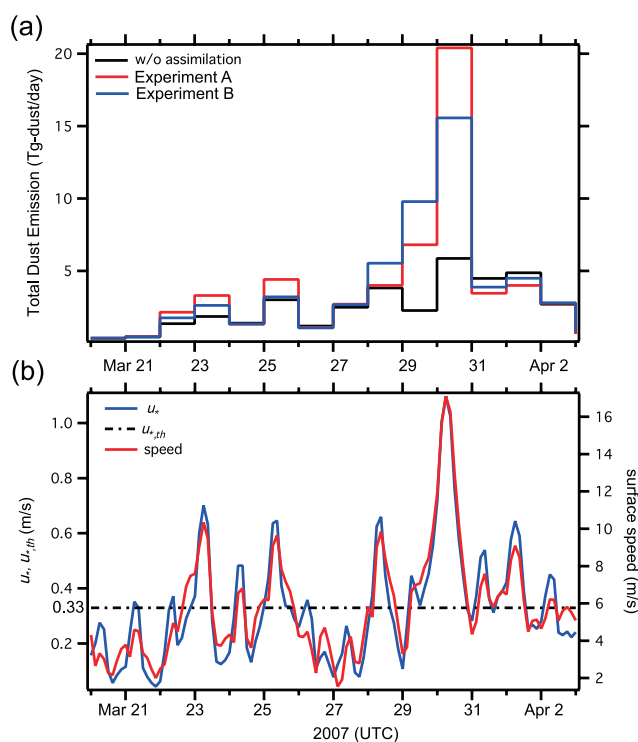 (a)
20
15
10
5
Total Dust Emission (Tg-dust/day)
w/o assimilation
Experiment A
Experiment B
Mar 21 23 25 27 29 31 Apr 2
(b)
1.0
0.8
0.6
0.4
0.33
0.2
u*, u*,th (m/s)
u*
u*,th
speed
16
14
12
10
8
6
4
2
surface speed (m/s)
Mar 21 23 25 27 29 31 Apr 2
2007 (UTC)